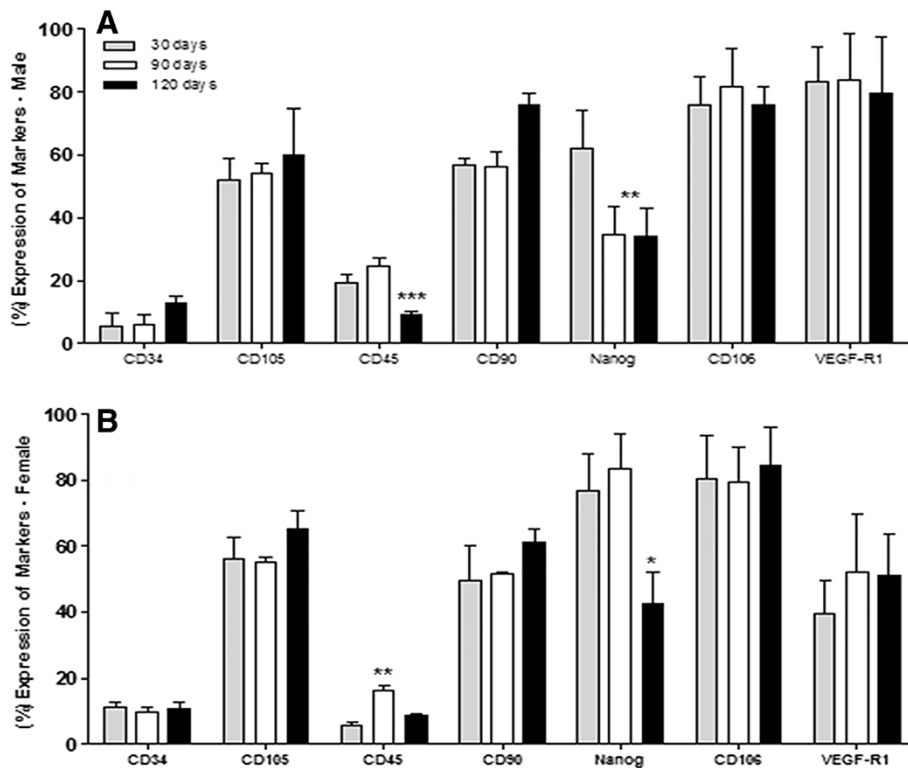 A
(%) Expression of Markers - Male
100
80
60
40
20
0
30 days
90 days
120 days
***
**
CD34 CD105 CD45 CD90 Nanog CD106 VEGF-R1
B
(%) Expression of Markers - Female
100
80
60
40
20
0
**
*
CD34 CD105 CD45 CD90 Nanog CD106 VEGF-R1